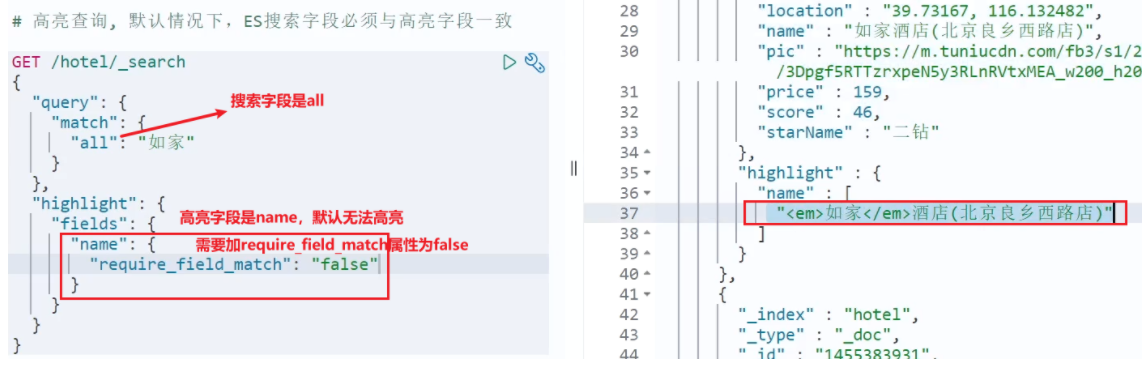 # 高亮查询, 默认情况下，ES搜索字段必须与高亮字段一致
GET /hotel/_search
{
"query": {
搜索字段是all
"match": {
"all": "如家"
}
},
"highlight": {
"fields": {
高亮字段是name，默认无法高亮
"name": {
需要加require_field_match属性为false
"require_field_match": "false"
}
}
}
}
28 "location" : "39.73167, 116.132482",
29 "name" : "如家酒店(北京良乡西路店)",
30 "pic" : "https://m.tuniucdn.com/fb3/s1/2
/3Dpgf5RTTzrxpeN5y3RLnRVtxMEA_w200_h20
31 "price" : 159,
32 "score" : 46,
33 "starName" : "二钻"
34 },
35 "highlight" : {
36 "name" : [
37 "<em>如家</em>酒店(北京良乡西路店)"
38 ]
39 }
40 },
41 {
42 "_index" : "hotel",
43 "_type" : "_doc",
44 "_id" : "1455383931",